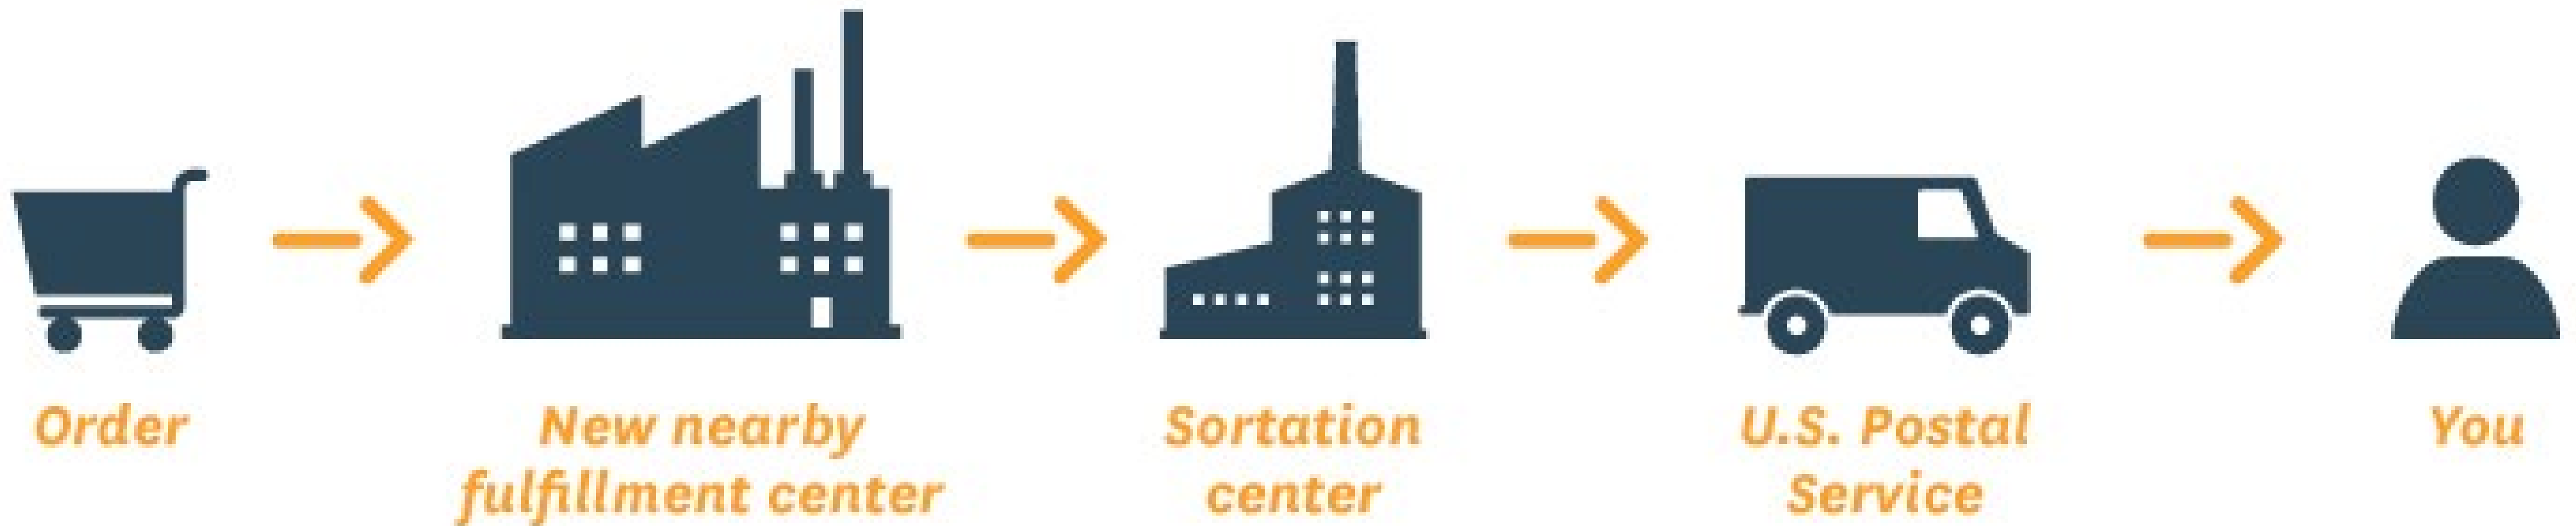 Order
New nearby
fulfillment center
Sortation
center
U.S. Postal
Service
You